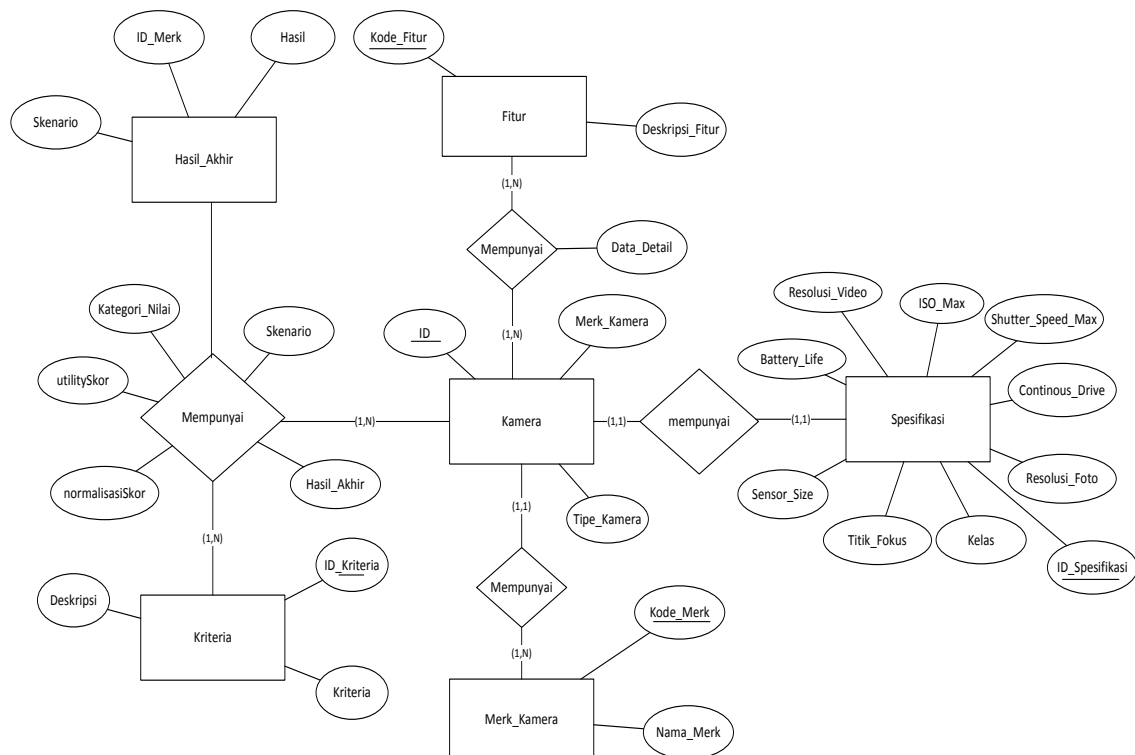 ID_Merk
Hasil
Skenario
Hasil_Akhir
Kode_Fitur
Fitur
Deskripsi_Fitur
(1,N)
Mempunyai
Data_Detail
(1,N)
Kategori_Nilai
Skenario
utilitySkor
Mempunyai
normalisasiSkor
Hasil_Akhir
(1,N)
(1,N)
ID
Merk_Kamera
Kamera
Tipe_Kamera
(1,1)
mempunyai
(1,1)
Resolusi_Video
ISO_Max
Shutter_Speed_Max
Battery_Life
Continous_Drive
Spesifikasi
Sensor_Size
Resolusi_Foto
Titik_Fokus
Kelas
ID_Spesifikasi
(1,1)
Mempunyai
(1,N)
Deskripsi
ID_Kriteria
Kriteria
Kriteria
Kode_Merk
Merk_Kamera
Nama_Merk